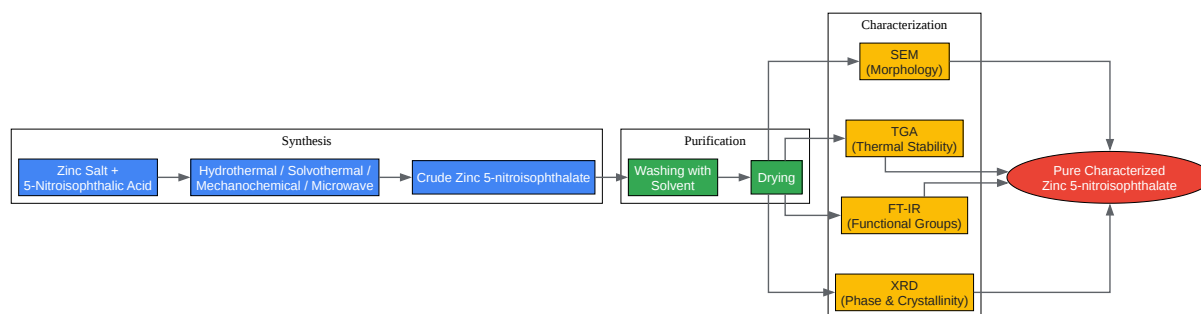 Synthesis
Zinc Salt +
5-Nitroisophthalic Acid
Hydrothermal / Solvothermal /
Mechanochemical / Microwave
Crude Zinc 5-nitroisophthalate
Purification
Washing with
Solvent
Drying
Characterization
SEM
(Morphology)
TGA
(Thermal Stability)
FT-IR
(Functional Groups)
XRD
(Phase & Crystallinity)
Pure Characterized
Zinc 5-nitroisophthalate